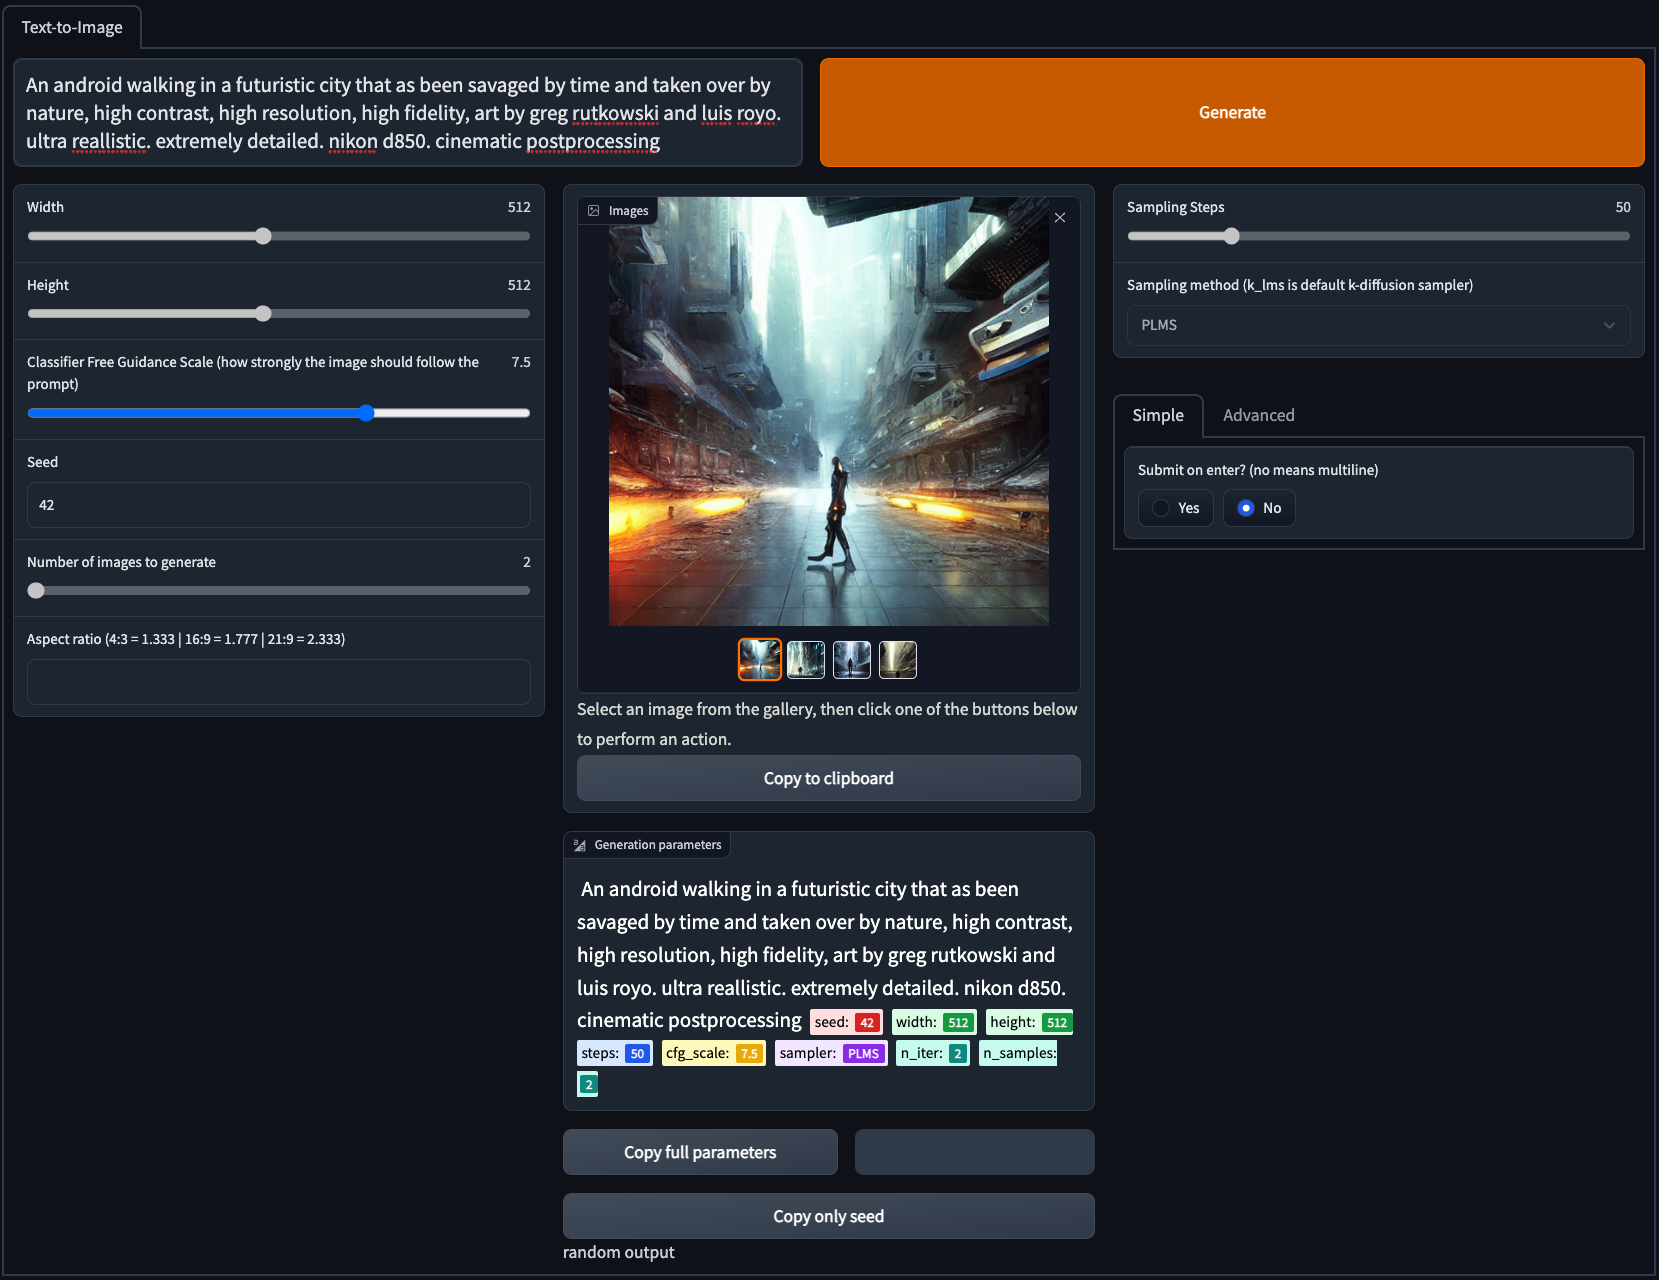 Text-to-Image
An android walking in a futuristic city that as been savaged by time and taken over by
nature, high contrast, high resolution, high fidelity, art by greg rutkowski and luis royo.
ultra reallistic. extremely detailed. nikon d850. cinematic postprocessing
Generate
Width 512
Height 512
Classifier Free Guidance Scale (how strongly the image should follow the 7.5
prompt)
Seed
42
Number of images to generate 2
Aspect ratio (4:3 = 1.333 | 16:9 = 1.777 | 21:9 = 2.333)
Images
Select an image from the gallery, then click one of the buttons below
to perform an action.
Copy to clipboard
Generation parameters
An android walking in a futuristic city that as been
savaged by time and taken over by nature, high contrast,
high resolution, high fidelity, art by greg rutkowski and
luis royo. ultra reallistic. extremely detailed. nikon d850.
cinematic postprocessing seed: 42 width: 512 height: 512
steps: 50 cfg_scale: 7.5 sampler: PLMS n_iter: 2 n_samples:
2
Copy full parameters
Copy only seed
random output
Sampling Steps 50
Sampling method (k_lms is default k-diffusion sampler)
PLMS
Simple Advanced
Submit on enter? (no means multiline)
Yes No